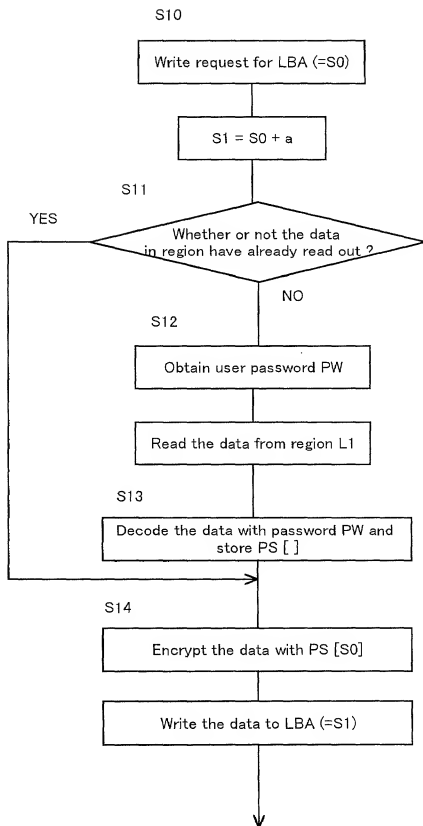 S10
Write request for LBA (=S0)
S1 = S0 + a
S11
YES
Whether or not the data
in region have already read out ?
NO
S12
Obtain user password PW
Read the data from region L1
S13
Decode the data with password PW and
store PS [ ]
S14
Encrypt the data with PS [S0]
Write the data to LBA (=S1)